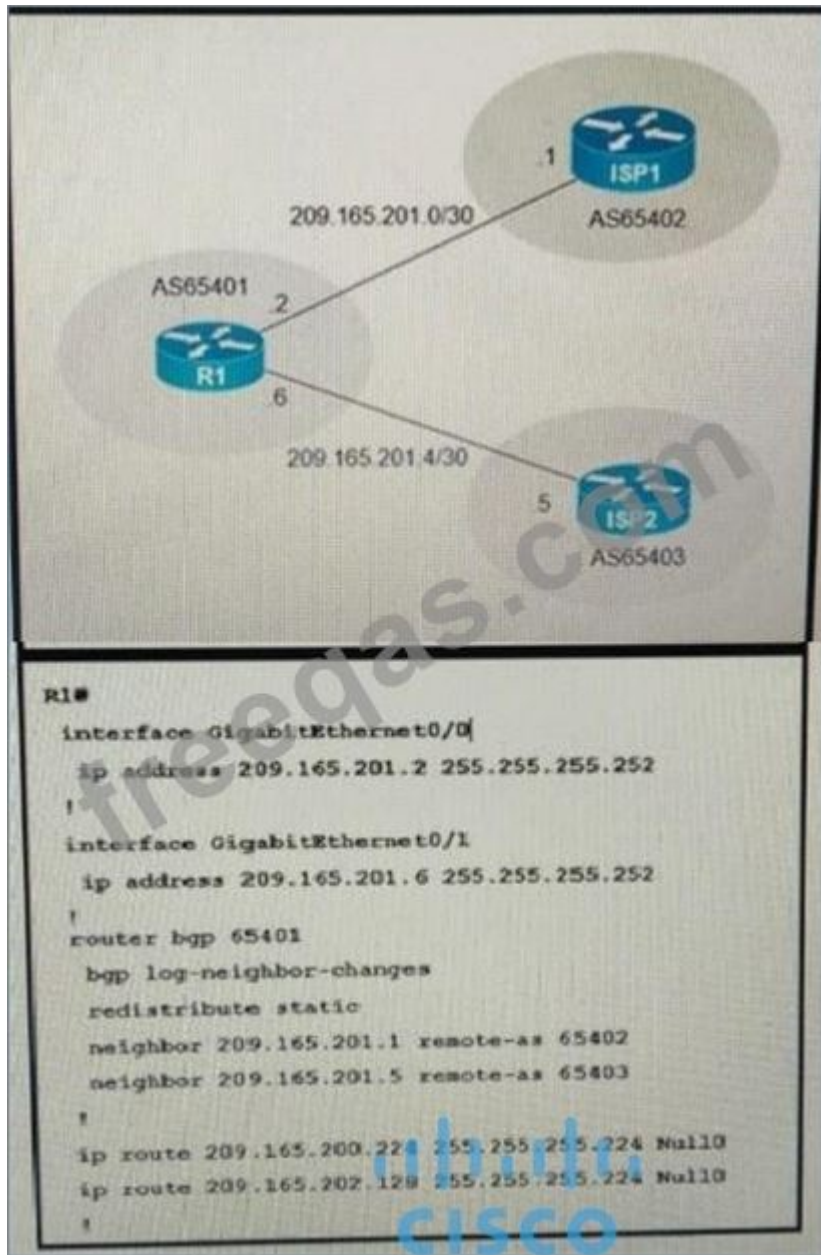 .1
ISP1
209.165.201.0/30
AS65402
AS65401
.2
R1
.6
209.165.201.4/30
.5
ISP2
AS65403
freeqas.com
R1#
interface GigabitEthernet0/0
ip address 209.165.201.2 255.255.255.252
!
interface GigabitEthernet0/1
ip address 209.165.201.6 255.255.255.252
!
router bgp 65401
bgp log-neighbor-changes
redistribute static
neighbor 209.165.201.1 remote-as 65402
neighbor 209.165.201.5 remote-as 65403
!
ip route 209.165.200.224 255.255.255.224 Null0
ip route 209.165.202.128 255.255.255.224 Null0
!
CISCO